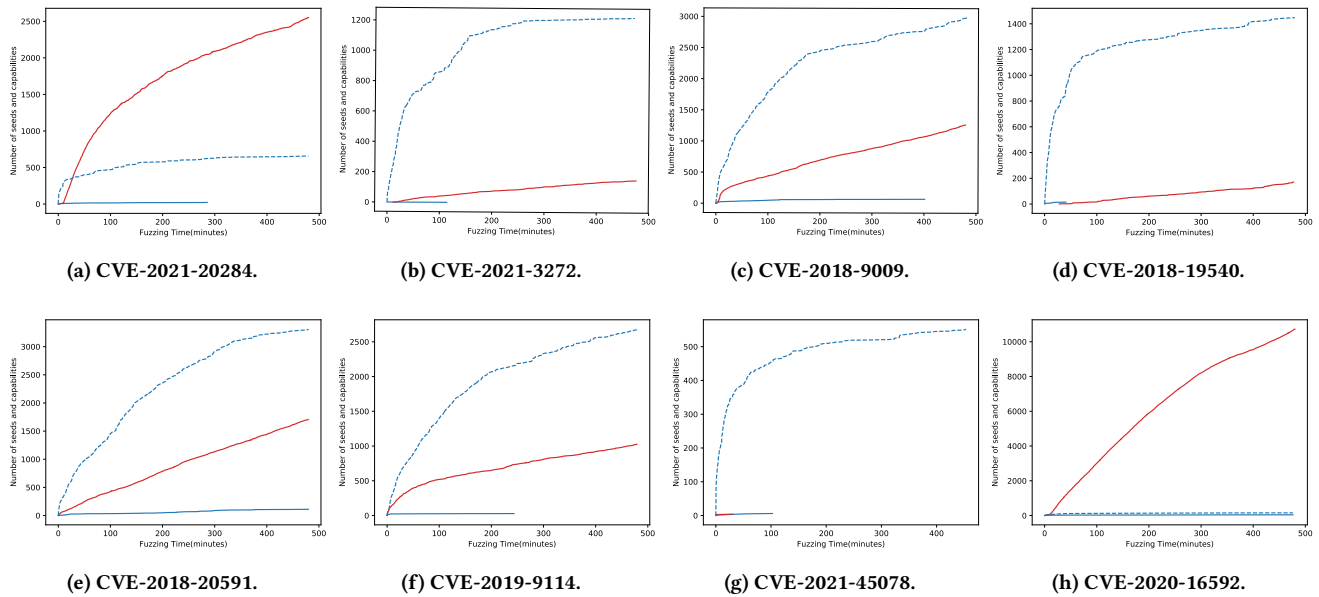 2500
2000
1500
1000
500
0
0 100 200 300 400 500
Number of seeds and capabilities
Fuzzing Time(minutes)
(a) CVE-2021-20284.
1200
1000
800
600
400
200
0
0 100 200 300 400 500
Number of seeds and capabilities
Fuzzing Time(minutes)
(b) CVE-2021-3272.
3000
2500
2000
1500
1000
500
0
0 100 200 300 400 500
Number of seeds and capabilities
Fuzzing Time(minutes)
(c) CVE-2018-9009.
1400
1200
1000
800
600
400
200
0
0 100 200 300 400 500
Number of seeds and capabilities
Fuzzing Time(minutes)
(d) CVE-2018-19540.
3000
2500
2000
1500
1000
500
0
0 100 200 300 400 500
Number of seeds and capabilities
Fuzzing Time(minutes)
(e) CVE-2018-20591.
2500
2000
1500
1000
500
0
0 100 200 300 400 500
Number of seeds and capabilities
Fuzzing Time(minutes)
(f) CVE-2019-9114.
500
400
300
200
100
0
0 100 200 300 400
Number of seeds and capabilities
Fuzzing Time(minutes)
(g) CVE-2021-45078.
10000
8000
6000
4000
2000
0
0 100 200 300 400 500
Number of seeds and capabilities
Fuzzing Time(minutes)
(h) CVE-2020-16592.